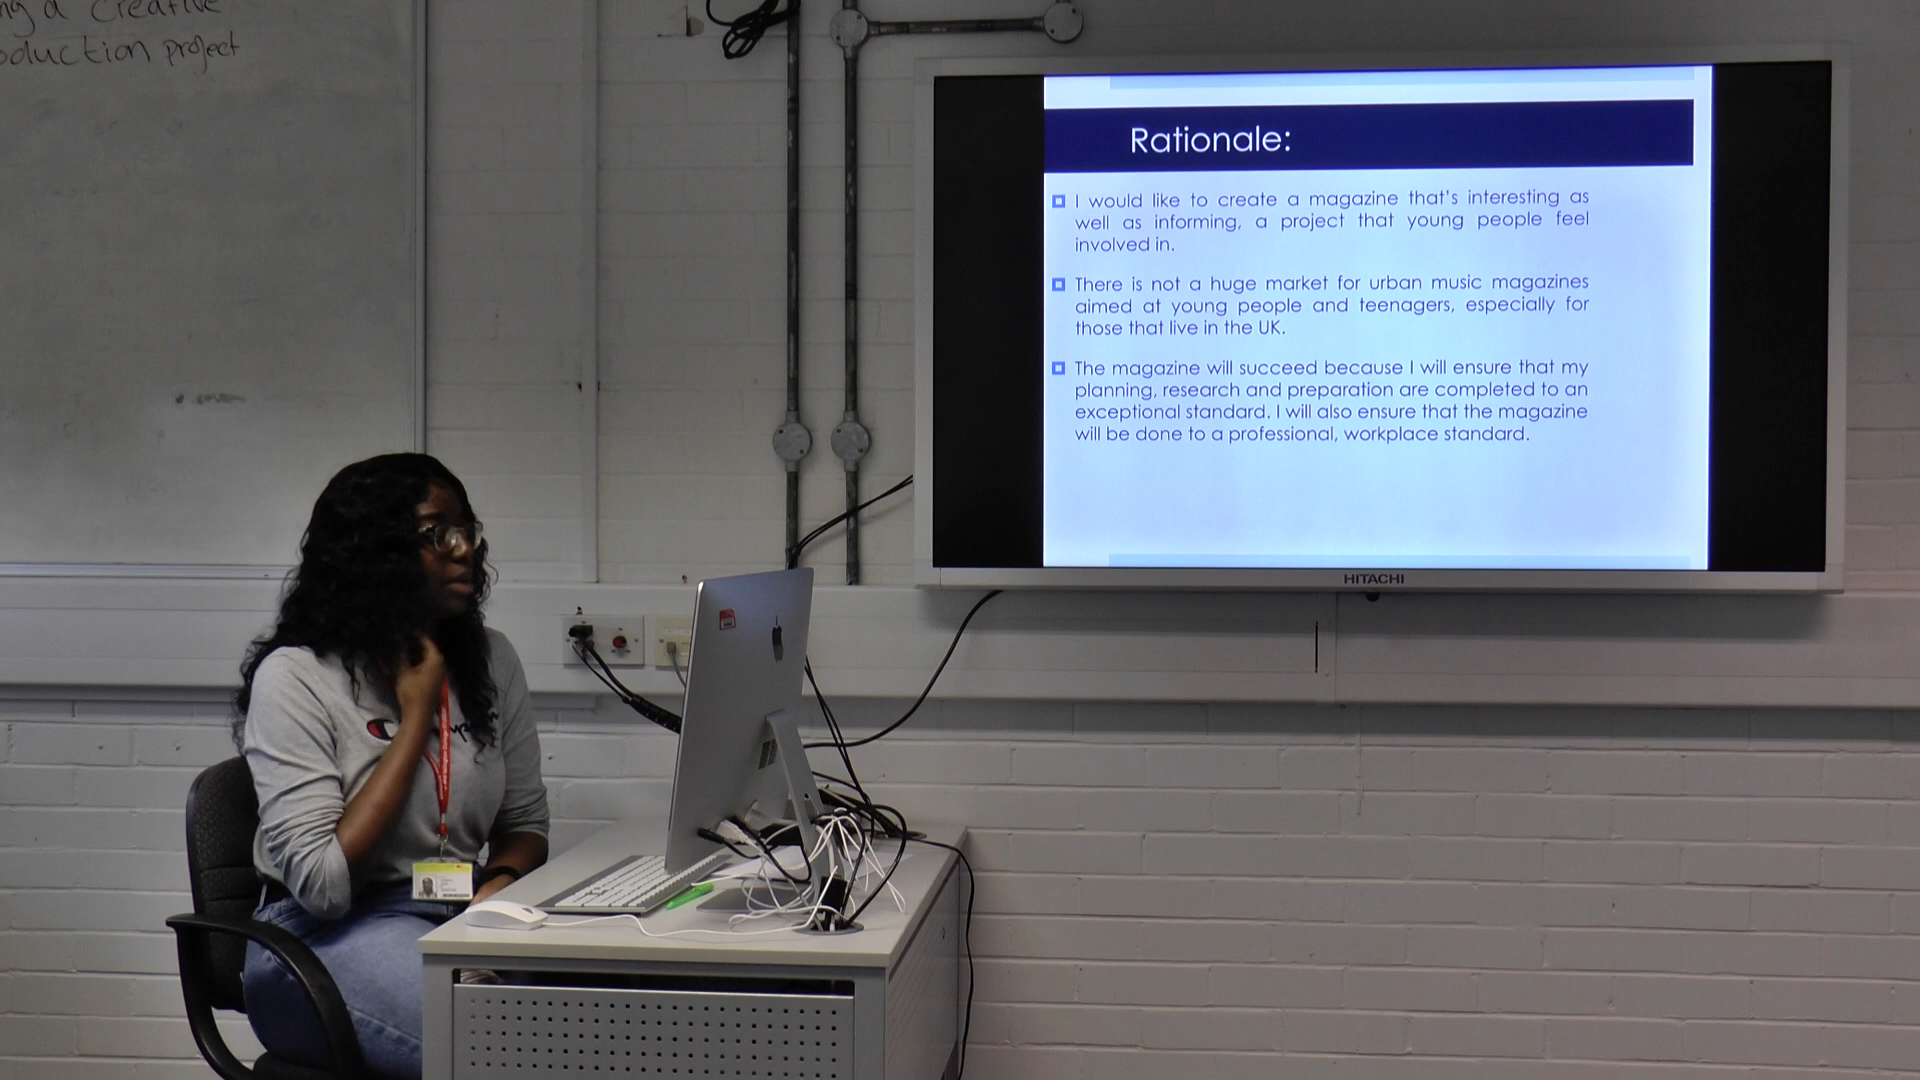 ng a creative
oduction project
Rationale:
I would like to create a magazine that's interesting as
well as informing, a project that young people feel
involved in.
There is not a huge market for urban music magazines
aimed at young people and teenagers, especially for
those that live in the UK.
The magazine will succeed because I will ensure that my
planning, research and preparation are completed to an
exceptional standard. I will also ensure that the magazine
will be done to a professional, workplace standard.
HITACHI